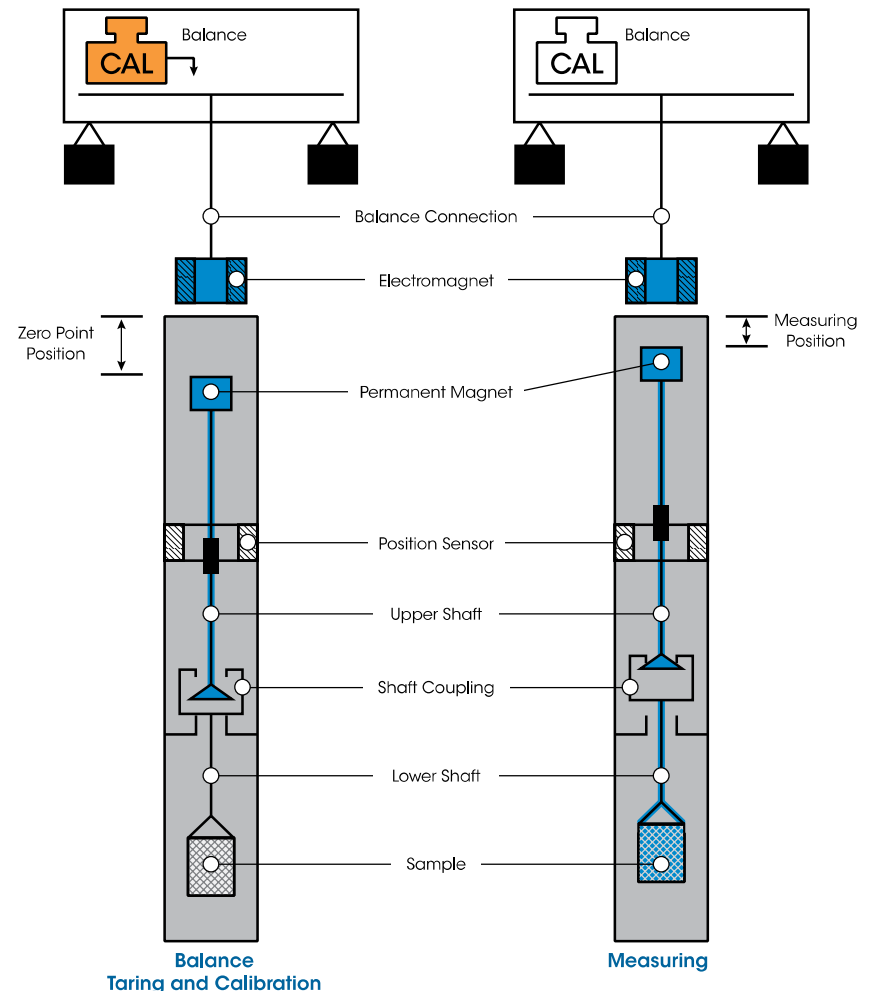 Balance
CAL
Balance
CAL
Balance Connection
Electromagnet
Zero Point
Position
Measuring
Position
Permanent Magnet
Position Sensor
Upper Shaft
Shaft Coupling
Lower Shaft
Sample
Balance
Taring and Calibration
Measuring